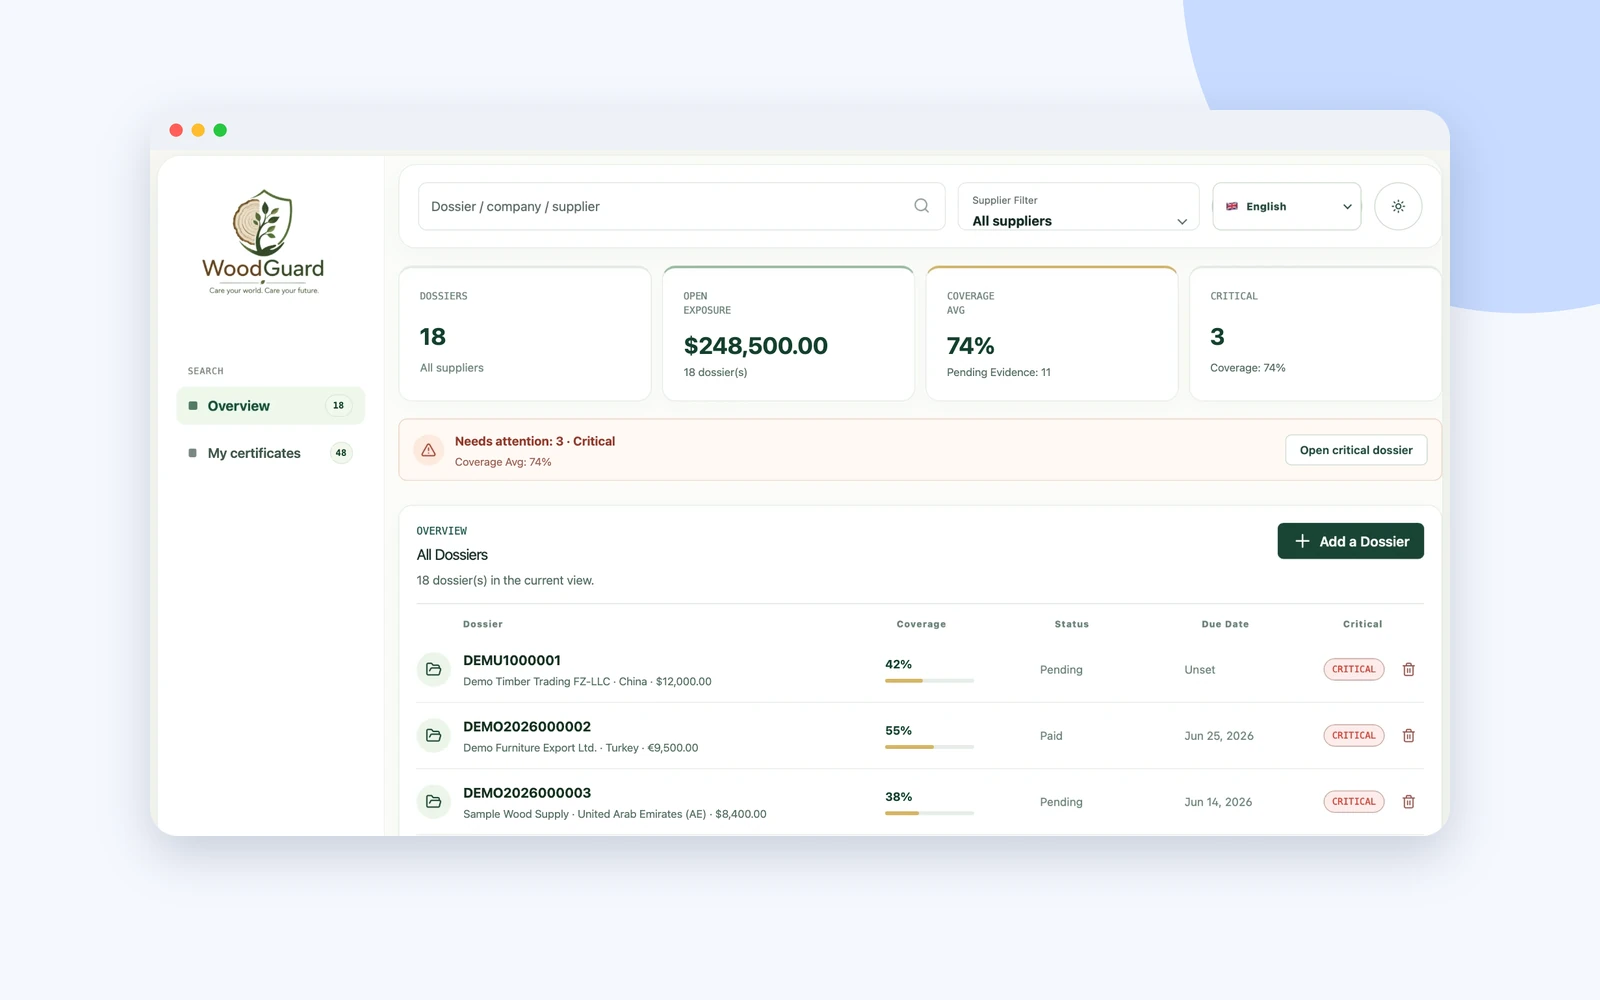 WoodGuard
Care your world. Care your future.
SEARCH
Overview 18
My certificates 48
Dossier / company / supplier
Supplier Filter
All suppliers
English
DOSSIERS
18
All suppliers
OPEN
EXPOSURE
$248,500.00
18 dossier(s)
COVERAGE
AVG
74%
Pending Evidence: 11
CRITICAL
3
Coverage: 74%
Needs attention: 3 · Critical
Coverage Avg: 74%
Open critical dossier
OVERVIEW
All Dossiers
18 dossier(s) in the current view.
Add a Dossier
Dossier Coverage Status Due Date Critical
DEMU1000001
Demo Timber Trading FZ-LLC · China · $12,000.00
42%
Pending
Unset
CRITICAL
DEMO2026000002
Demo Furniture Export Ltd. · Turkey · €9,500.00
55%
Paid
Jun 25, 2026
CRITICAL
DEMO2026000003
Sample Wood Supply · United Arab Emirates (AE) · $8,400.00
38%
Pending
Jun 14, 2026
CRITICAL